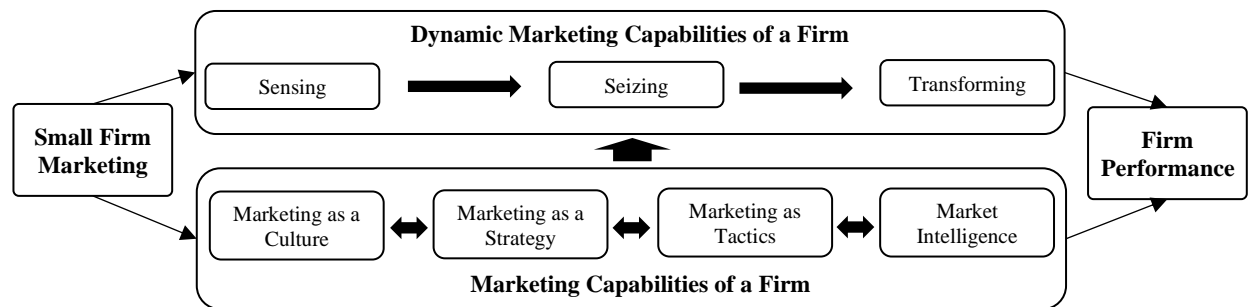 Dynamic Marketing Capabilities of a Firm
Sensing
Seizing
Transforming
Small Firm
Marketing
Firm
Performance
Marketing as a
Culture
Marketing as a
Strategy
Marketing as
Tactics
Market
Intelligence
Marketing Capabilities of a Firm